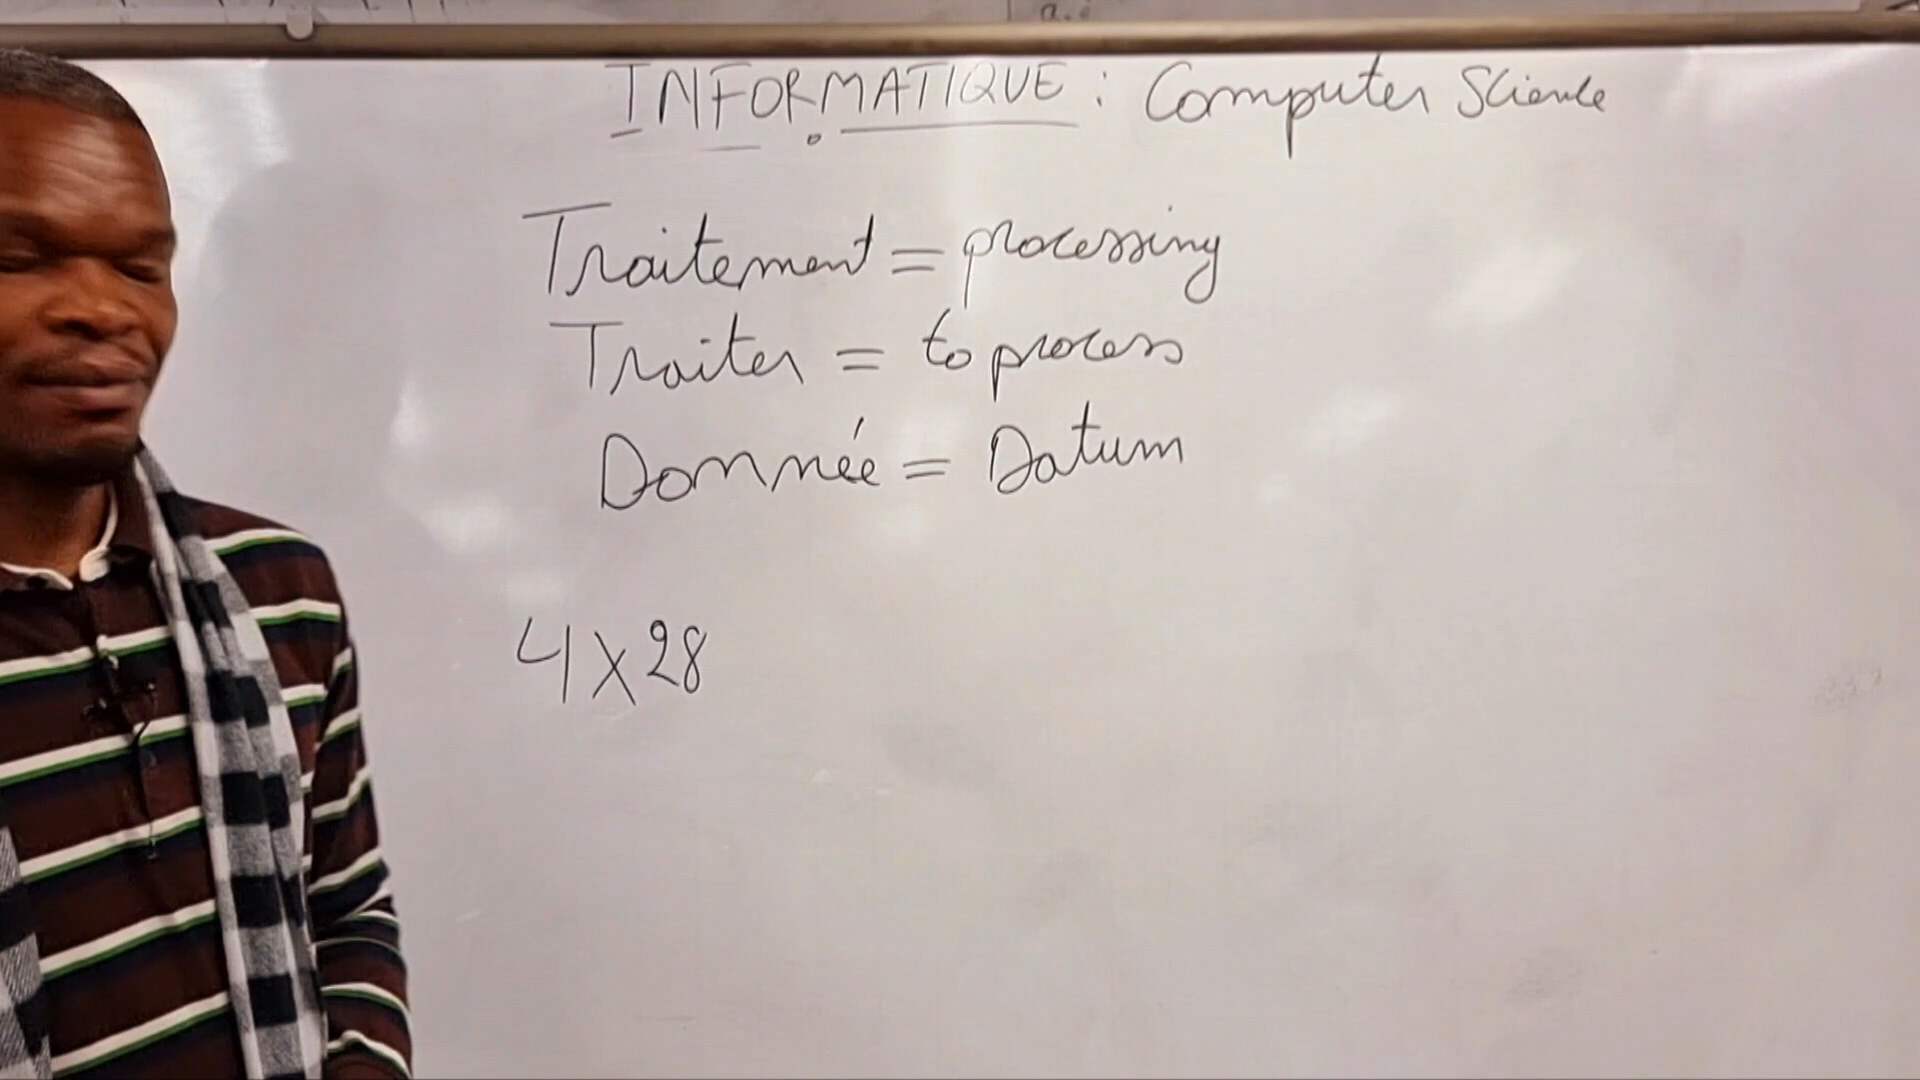 INFORMATIQUE : Computer Science
Traitement = processing
Traiter = to process
Donnée = Datum
4 X 28